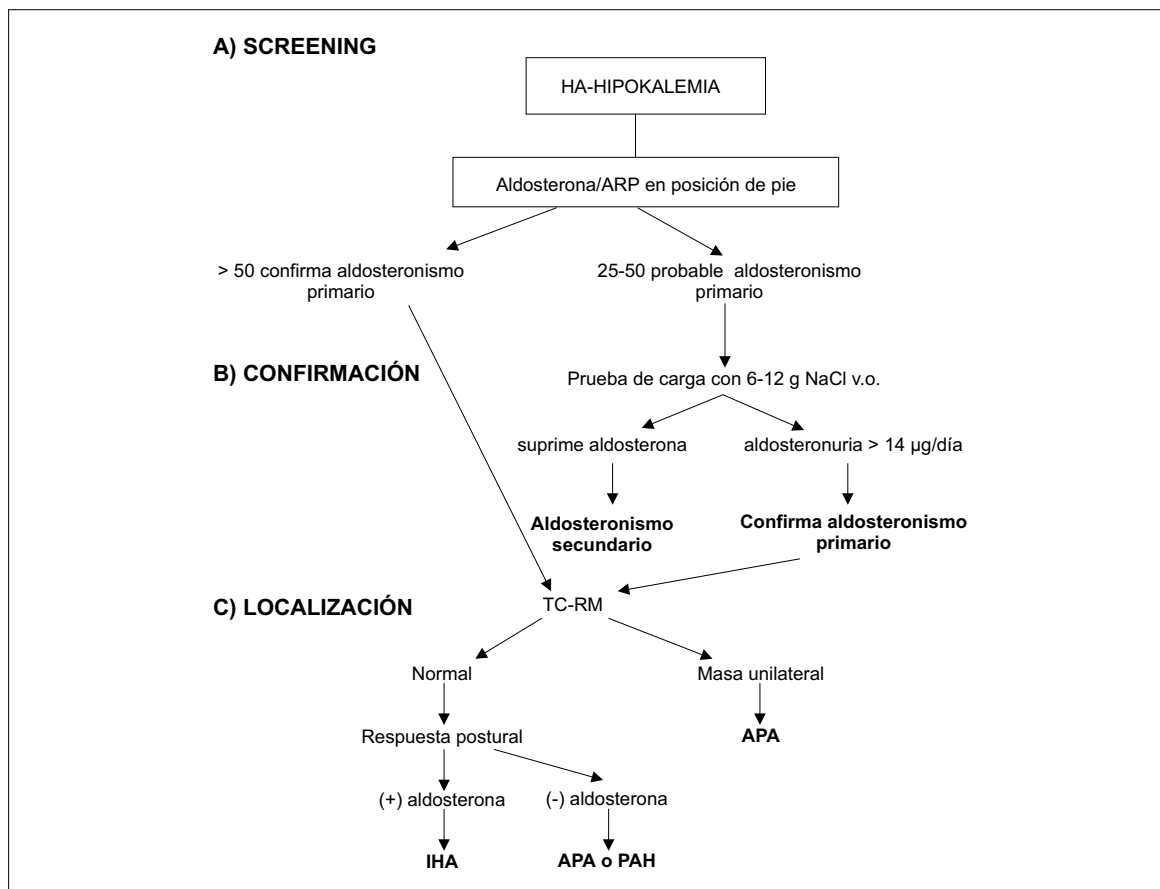 A) SCREENING
HA-HIPOKALEMIA
Aldosterona/ARP en posición de pie
> 50 confirma aldosteronismo
primario
25-50 probable aldosteronismo
primario
B) CONFIRMACIÓN
Prueba de carga con 6-12 g NaCl v.o.
suprime aldosterona
aldosteronuria > 14 µg/día
Aldosteronismo
secundario
Confirma aldosteronismo
primario
C) LOCALIZACIÓN
TC-RM
Normal
Masa unilateral
Respuesta postural
APA
(+) aldosterona
(-) aldosterona
IHA
APA o PAH